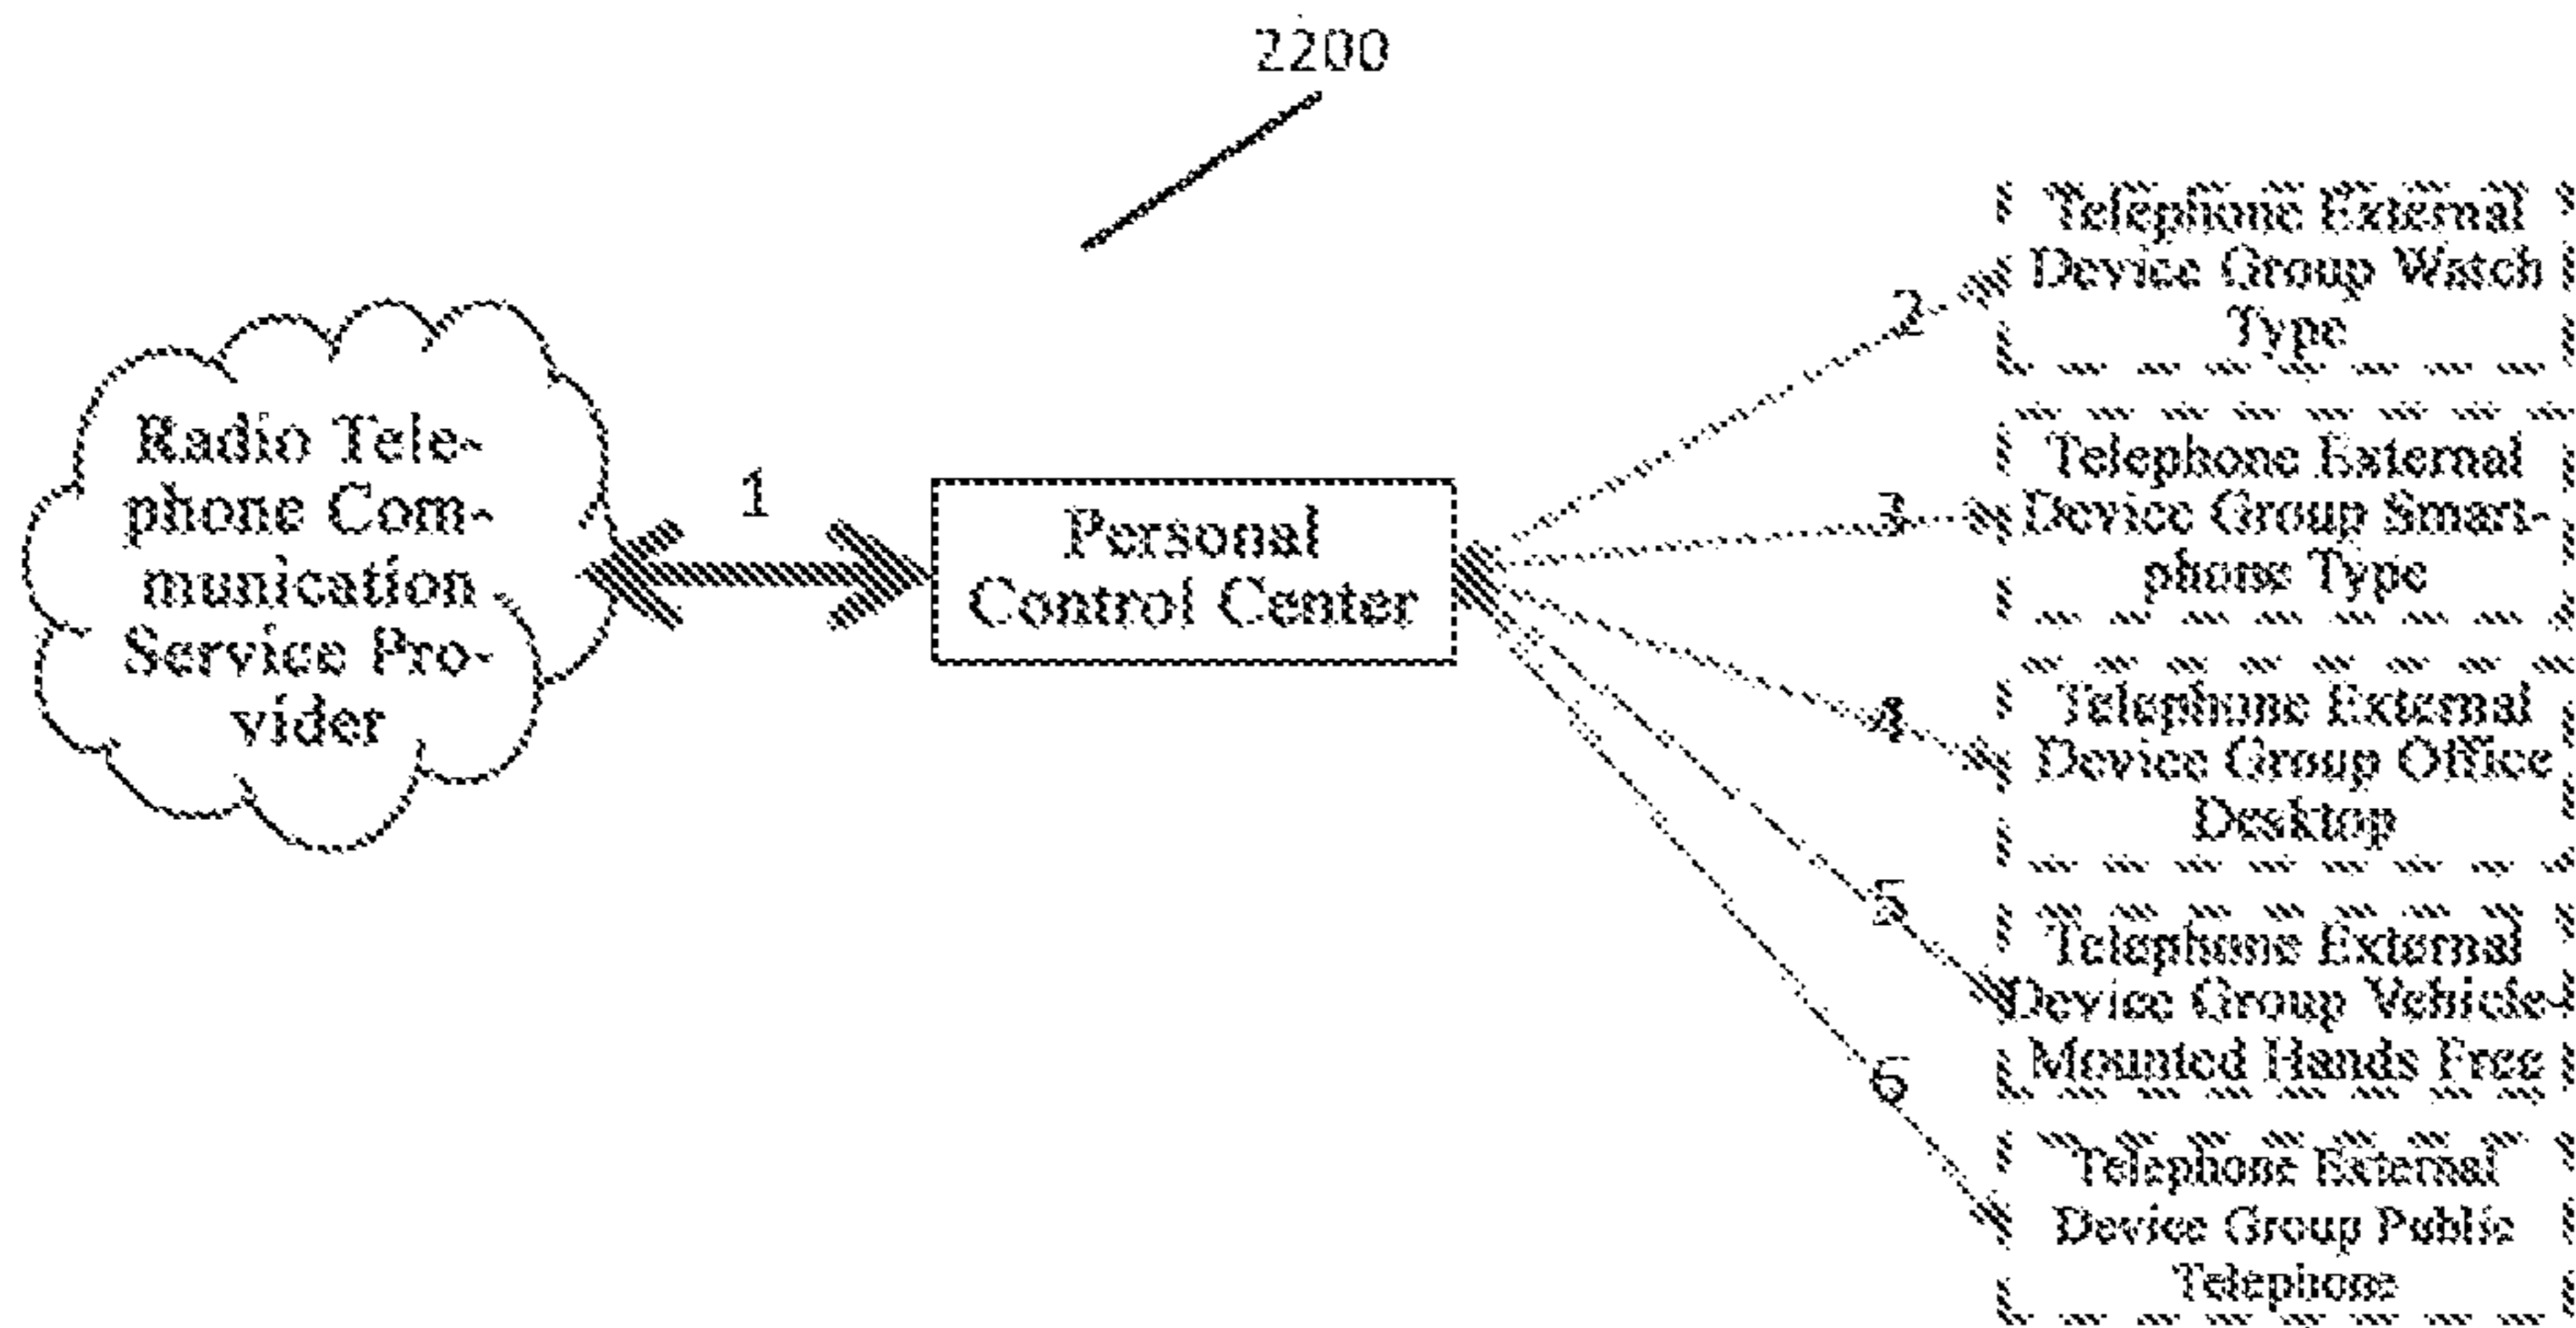 2200
Radio Tele-
phone Com-
munication
Service Pro-
vider
1
Personal
Control Center
2
Telephone External
Device Group Watch
Type
3
Telephone External
Device Group Smart-
phone Type
4
Telephone External
Device Group Office
Desktop
5
Telephone External
Device Group Vehicle-
Mounted Hands Free
6
Telephone External
Device Group Public
Telephone